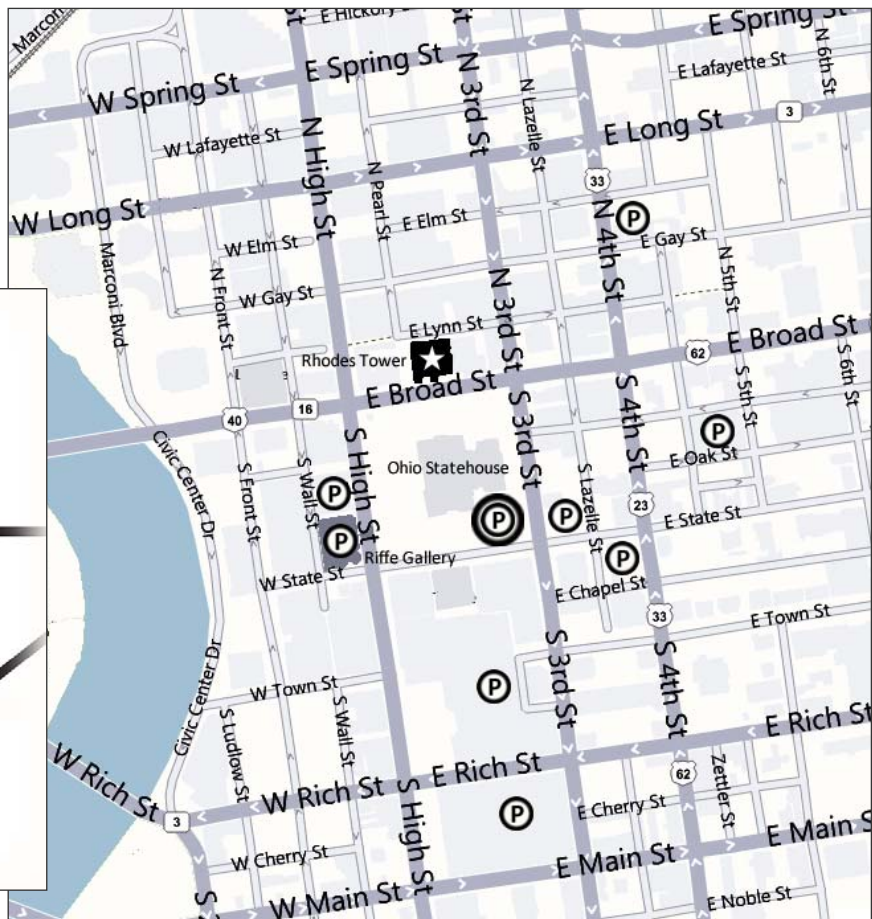 Marconi
E Hickory
St
St
E Spring St
N 6th St
E Spring St
N 3rd St
E Lafayette St
W Spring St
N Lazelle St
W Lafayette St
N High St
E Long St
3
N Pearl St
33
W Long St
E Elm St
P
N 4th St
E Gay St
W Elm St
Marconi Blvd
N Front St
N 5th St
W Gay St
N 3rd St
E Lynn St
Rhodes Tower
62
E Broad St
E Broad St
S 5th St
S 6th St
16
40
S 3rd St
S 4th St
P
Civic Center Dr
S High St
E Oak St
S Front St
S Wall St
Ohio Statehouse
S Lazelle St
P
23
P
P
E State St
P
Riffe Gallery
P
W State St
E Chapel St
33
E Town St
S 3rd St
S 4th St
P
W Town St
Civic Center Dr
S Ludlow St
S Wall St
E Rich St
W Rich St
E Rich St
62
Zettler St
W Rich St
S High St
P
E Cherry St
3
E Main S
W Cherry St
E Main St
W Main St
E Noble St
S